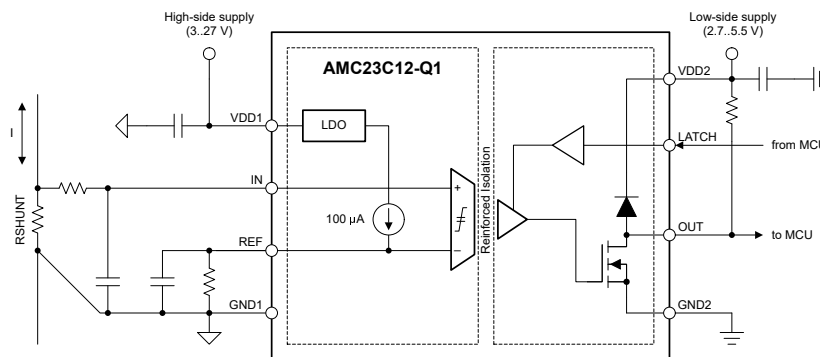 High-side supply
(3..27 V)
Low-side supply
(2.7..5.5 V)
AMC23C12-Q1
VDD1
LDO
VDD2
LATCH
from MCU
I
IN
+
100 μA
Reinforced Isolation
RSHUNT
REF
–
OUT
to MCU
GND1
GND2